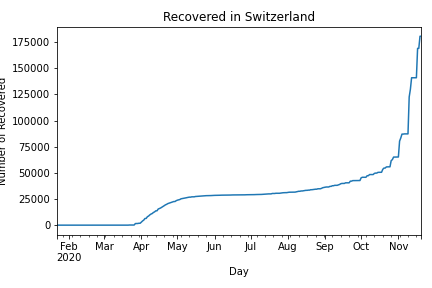 Recovered in Switzerland
175000
150000
125000
100000
75000
50000
25000
0
Number of Recovered
Feb Mar Apr May Jun Jul Aug Sep Oct Nov
2020
Day